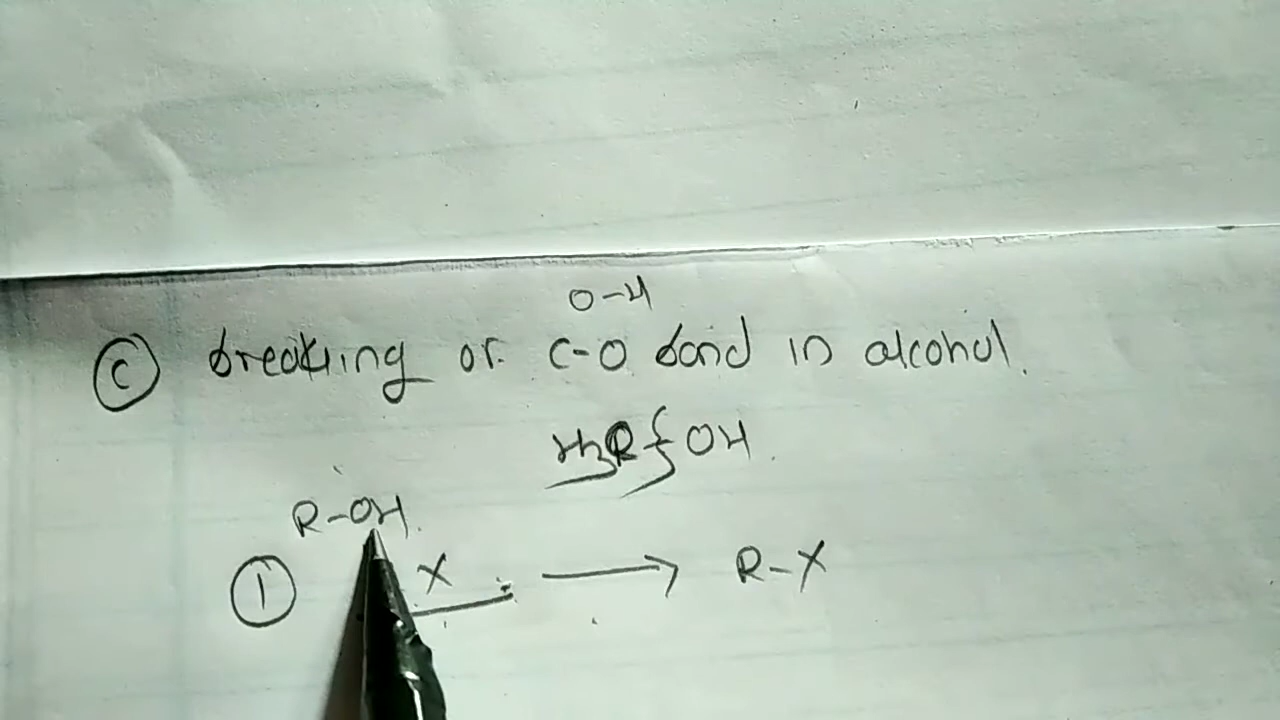 O-H
Ⓒ breaking of C-O bond in alcohol.
R OH.
R-OH.
① X ⟶ R-X